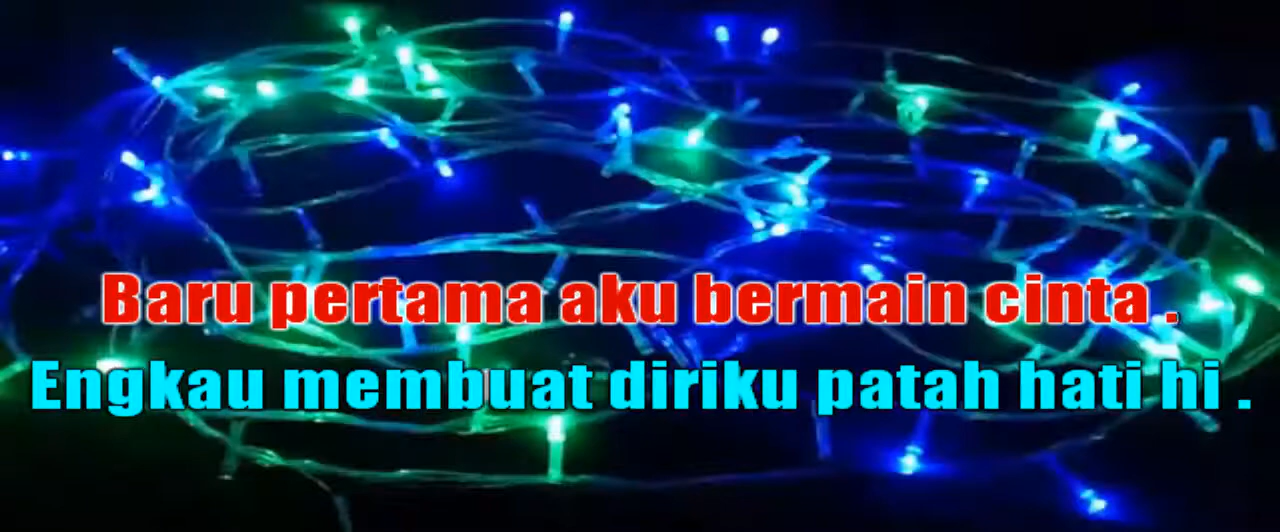 Baru pertama aku bermain cinta .
Engkau membuat diriku patah hati hi .